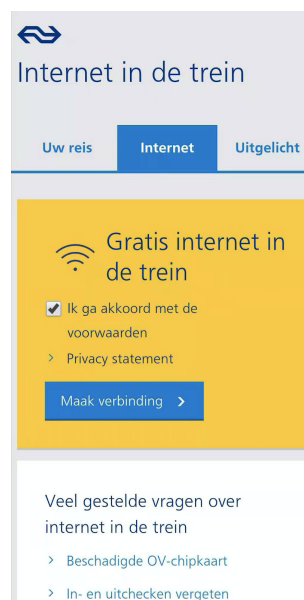 Internet in de trein
Uw reis Internet Uitgelicht
Gratis internet in
de trein
Ik ga akkoord met de
voorwaarden
Privacy statement
Maak verbinding
Veel gestelde vragen over
internet in de trein
Beschadigde OV-chipkaart
In- en uitchecken vergeten